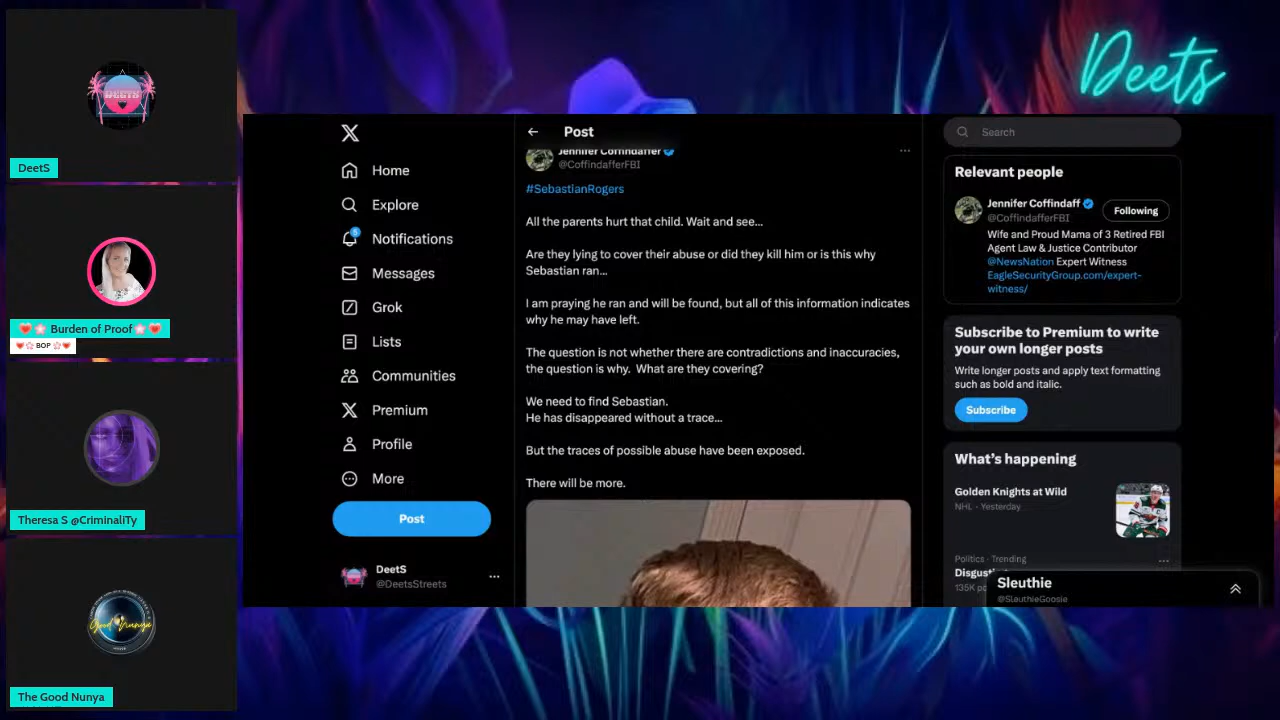 Deets
DEETS
DeetS
❤️🌸 Burden of Proof🌸❤️
❤️🌸 BOP 🌸❤️
Theresa S @CriminaliTy
Good Nunya
The Good Nunya
X
Home
Explore
5
Notifications
Messages
Grok
Lists
Communities
Premium
Profile
More
Post
DeetS
@DeetsStreets
Post
Jennifer Coffindaffer
@CoffindafferFBI
#SebastianRogers
All the parents hurt that child. Wait and see...
Are they lying to cover their abuse or did they kill him or is this why
Sebastian ran...
I am praying he ran and will be found, but all of this information indicates
why he may have left.
The question is not whether there are contradictions and inaccuracies,
the question is why. What are they covering?
We need to find Sebastian.
He has disappeared without a trace...
But the traces of possible abuse have been exposed.
There will be more.
Search
Relevant people
Jennifer Coffindaff
@CoffindafferFBI
Following
Wife and Proud Mama of 3 Retired FBI
Agent Law & Justice Contributor
@NewsNation Expert Witness
EagleSecurityGroup.com/expert-
witness/
Subscribe to Premium to write
your own longer posts
Write longer posts and apply text formatting
such as bold and italic.
Subscribe
What's happening
Golden Knights at Wild
NHL · Yesterday
Politics · Trending
Disgusti
135K po
Sleuthie
@SleuthieGoosie